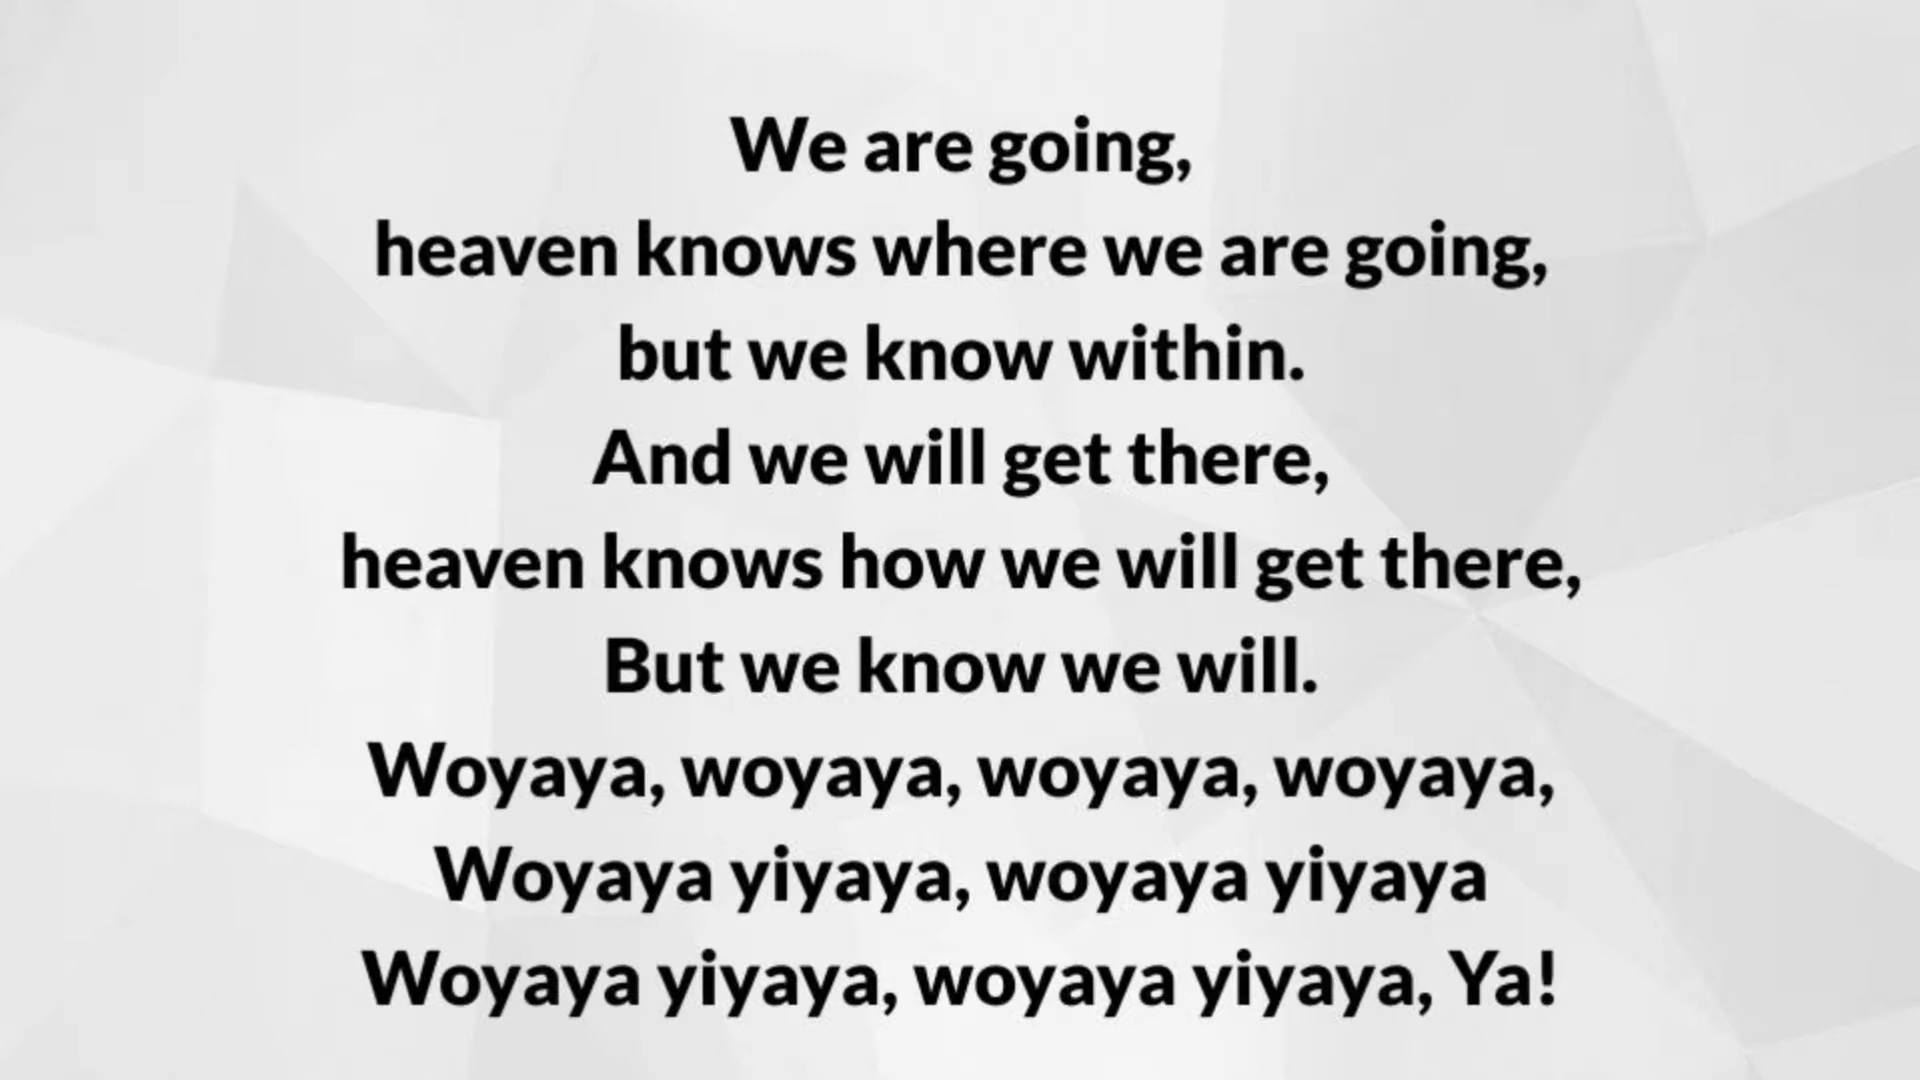 We are going,
heaven knows where we are going,
but we know within.
And we will get there,
heaven knows how we will get there,
But we know we will.
Woyaya, woyaya, woyaya, woyaya,
Woyaya yiyaya, woyaya yiyaya
Woyaya yiyaya, woyaya yiyaya, Ya!